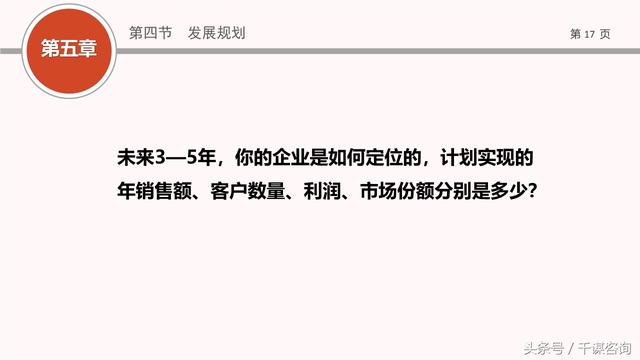 第五章
第四节 发展规划
第 17 页
未来3—5年，你的企业是如何定位的，计划实现的
年销售额、客户数量、利润、市场份额分别是多少？
头条号／千谋咨询